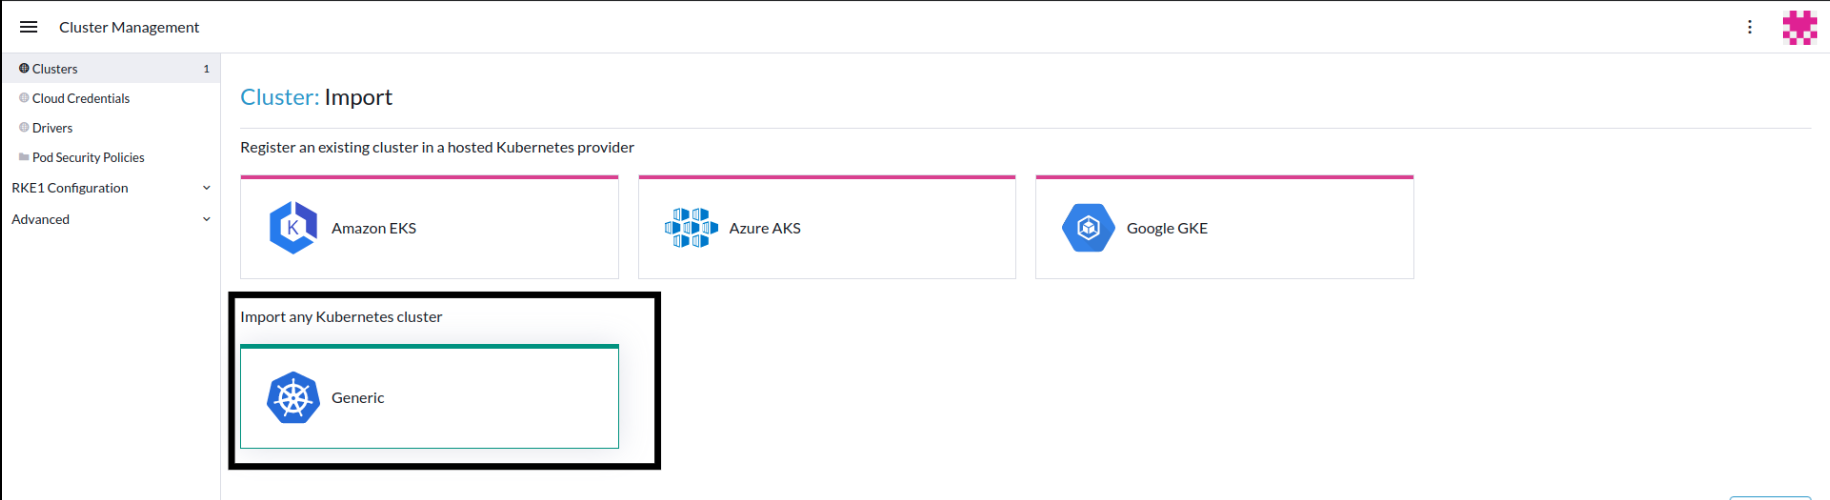 Cluster Management
Clusters 1
Cloud Credentials
Drivers
Pod Security Policies
RKE1 Configuration
Advanced
Cluster: Import
Register an existing cluster in a hosted Kubernetes provider
K Amazon EKS
Azure AKS
Google GKE
Import any Kubernetes cluster
Generic